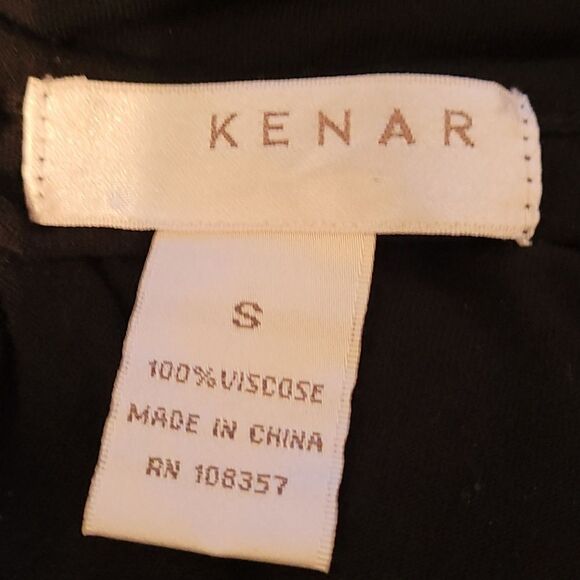 KENAR
S
100% VISCOSE
MADE IN CHINA
RN 108357